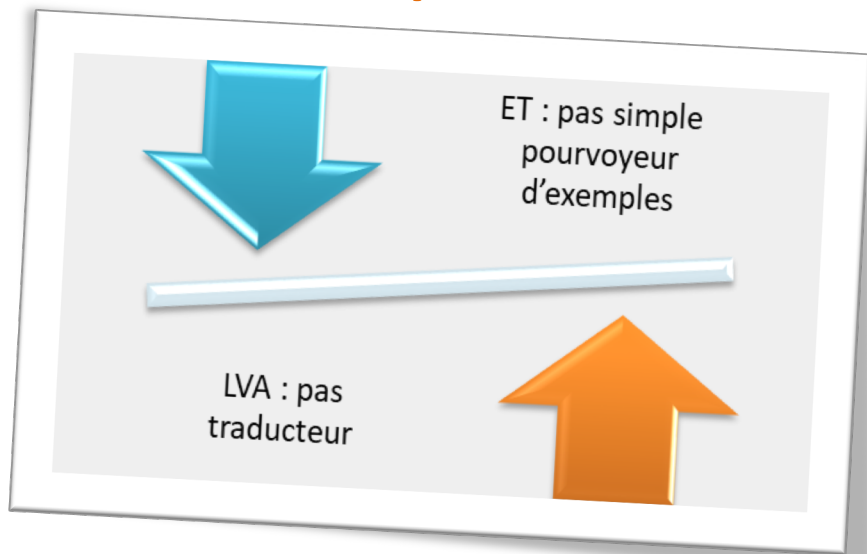 ET : pas simple
pourvoyeur
d’exemples
LVA : pas
traducteur